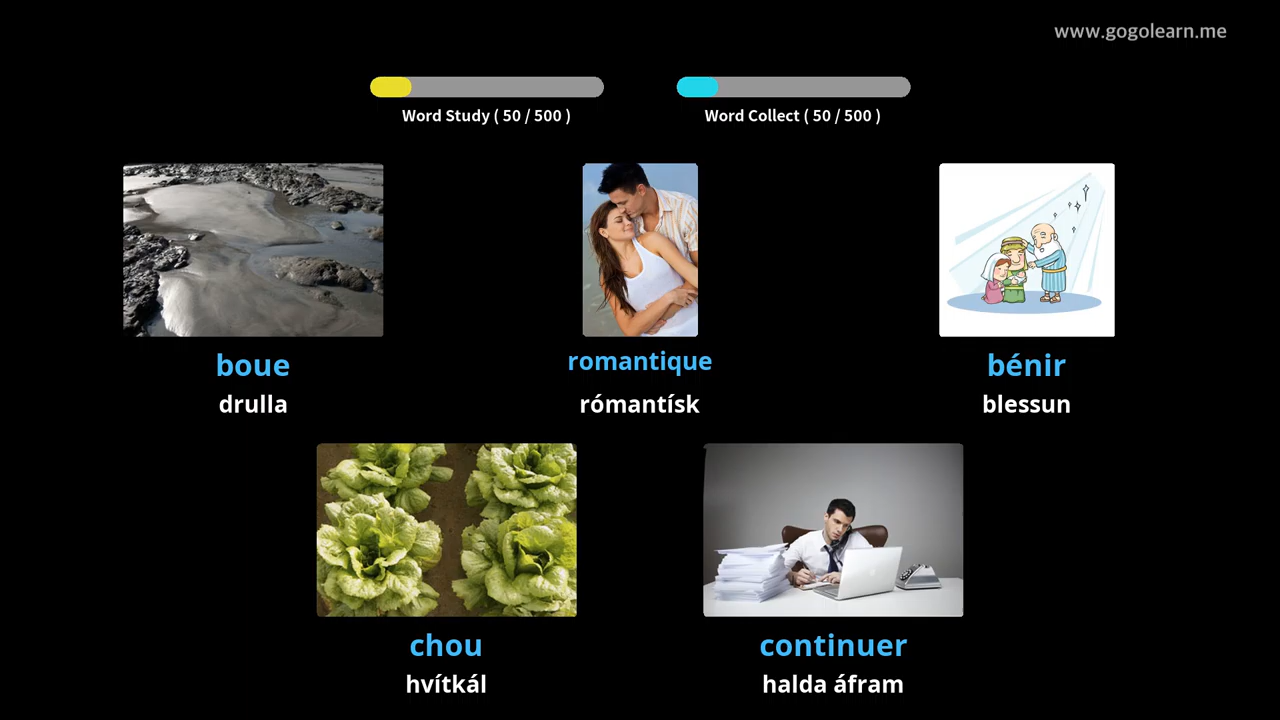 www.gogolearn.me
Word Study ( 50 / 500 )
Word Collect ( 50 / 500 )
boue
drulla
romantique
rómantísk
bénir
blessun
chou
hvítkál
continuer
halda áfram